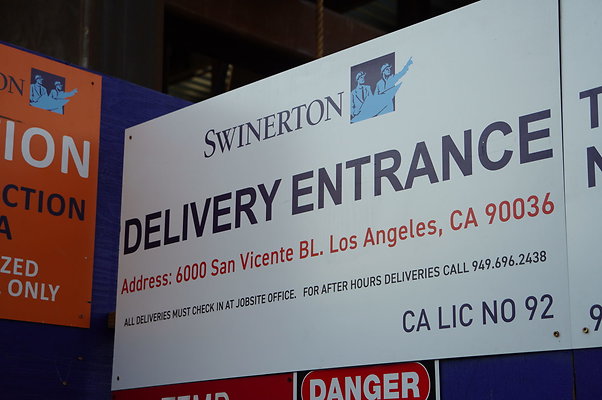 ON
ION
CTION
A
ZED
ONLY
SWINERTON
DELIVERY ENTRANCE
Address: 6000 San Vicente BL. Los Angeles, CA 90036
ALL DELIVERIES MUST CHECK IN AT JOBSITE OFFICE. FOR AFTER HOURS DELIVERIES CALL 949.696.2438
CA LIC NO 92
T
N
9
TEMP
DANGER